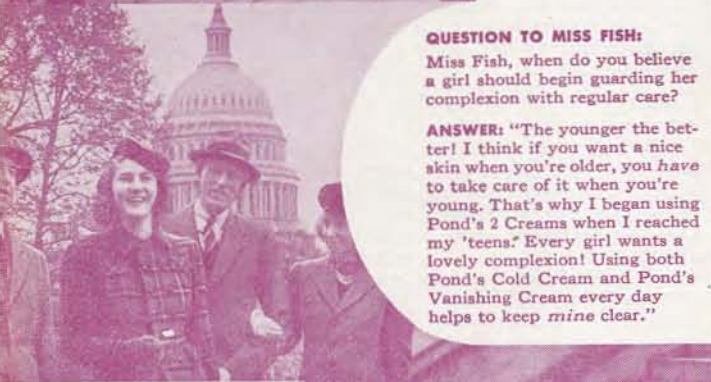 QUESTION TO MISS FISH:
Miss Fish, when do you believe
a girl should begin guarding her
complexion with regular care?
ANSWER: “The younger the bet-
ter! I think if you want a nice
skin when you're older, you have
to take care of it when you're
young. That's why I began using
Pond's 2 Creams when I reached
my 'teens.' Every girl wants a
lovely complexion! Using both
Pond's Cold Cream and Pond's
Vanishing Cream every day
helps to keep mine clear.”